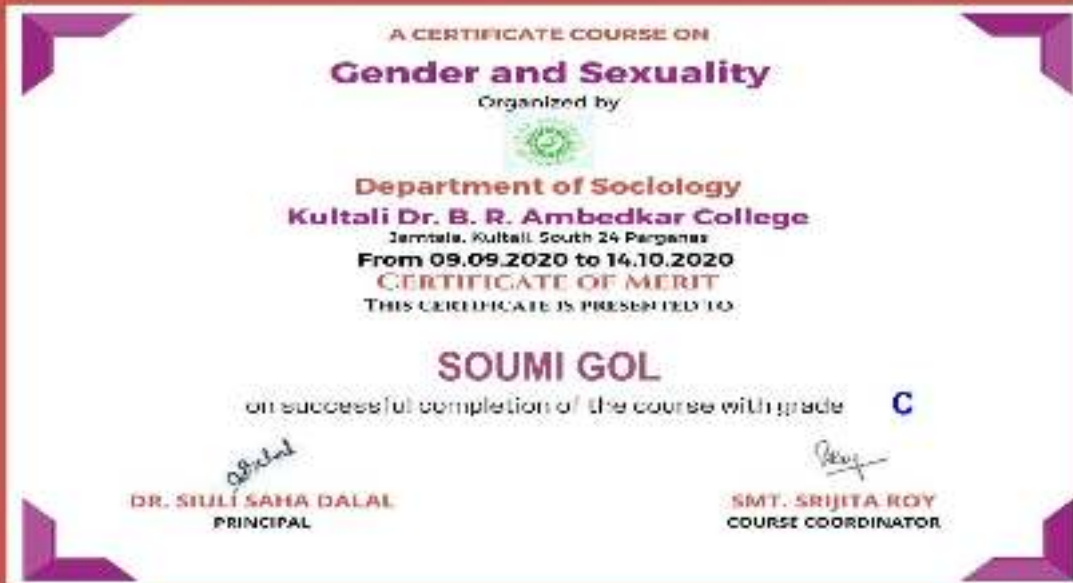 A CERTIFICATE COURSE ON
Gender and Sexuality
Organized by
Department of Sociology
Kultali Dr. B. R. Ambedkar College
Jamtala, Kultali, South 24 Parganas
From 09.09.2020 to 14.10.2020
CERTIFICATE OF MERIT
THIS CERTIFICATE IS PRESENTED TO
SOUMI GOL
on successful completion of the course with grade C
DR. SIULI SAHA DALAL
PRINCIPAL
SMT. SRIJITA ROY
COURSE COORDINATOR